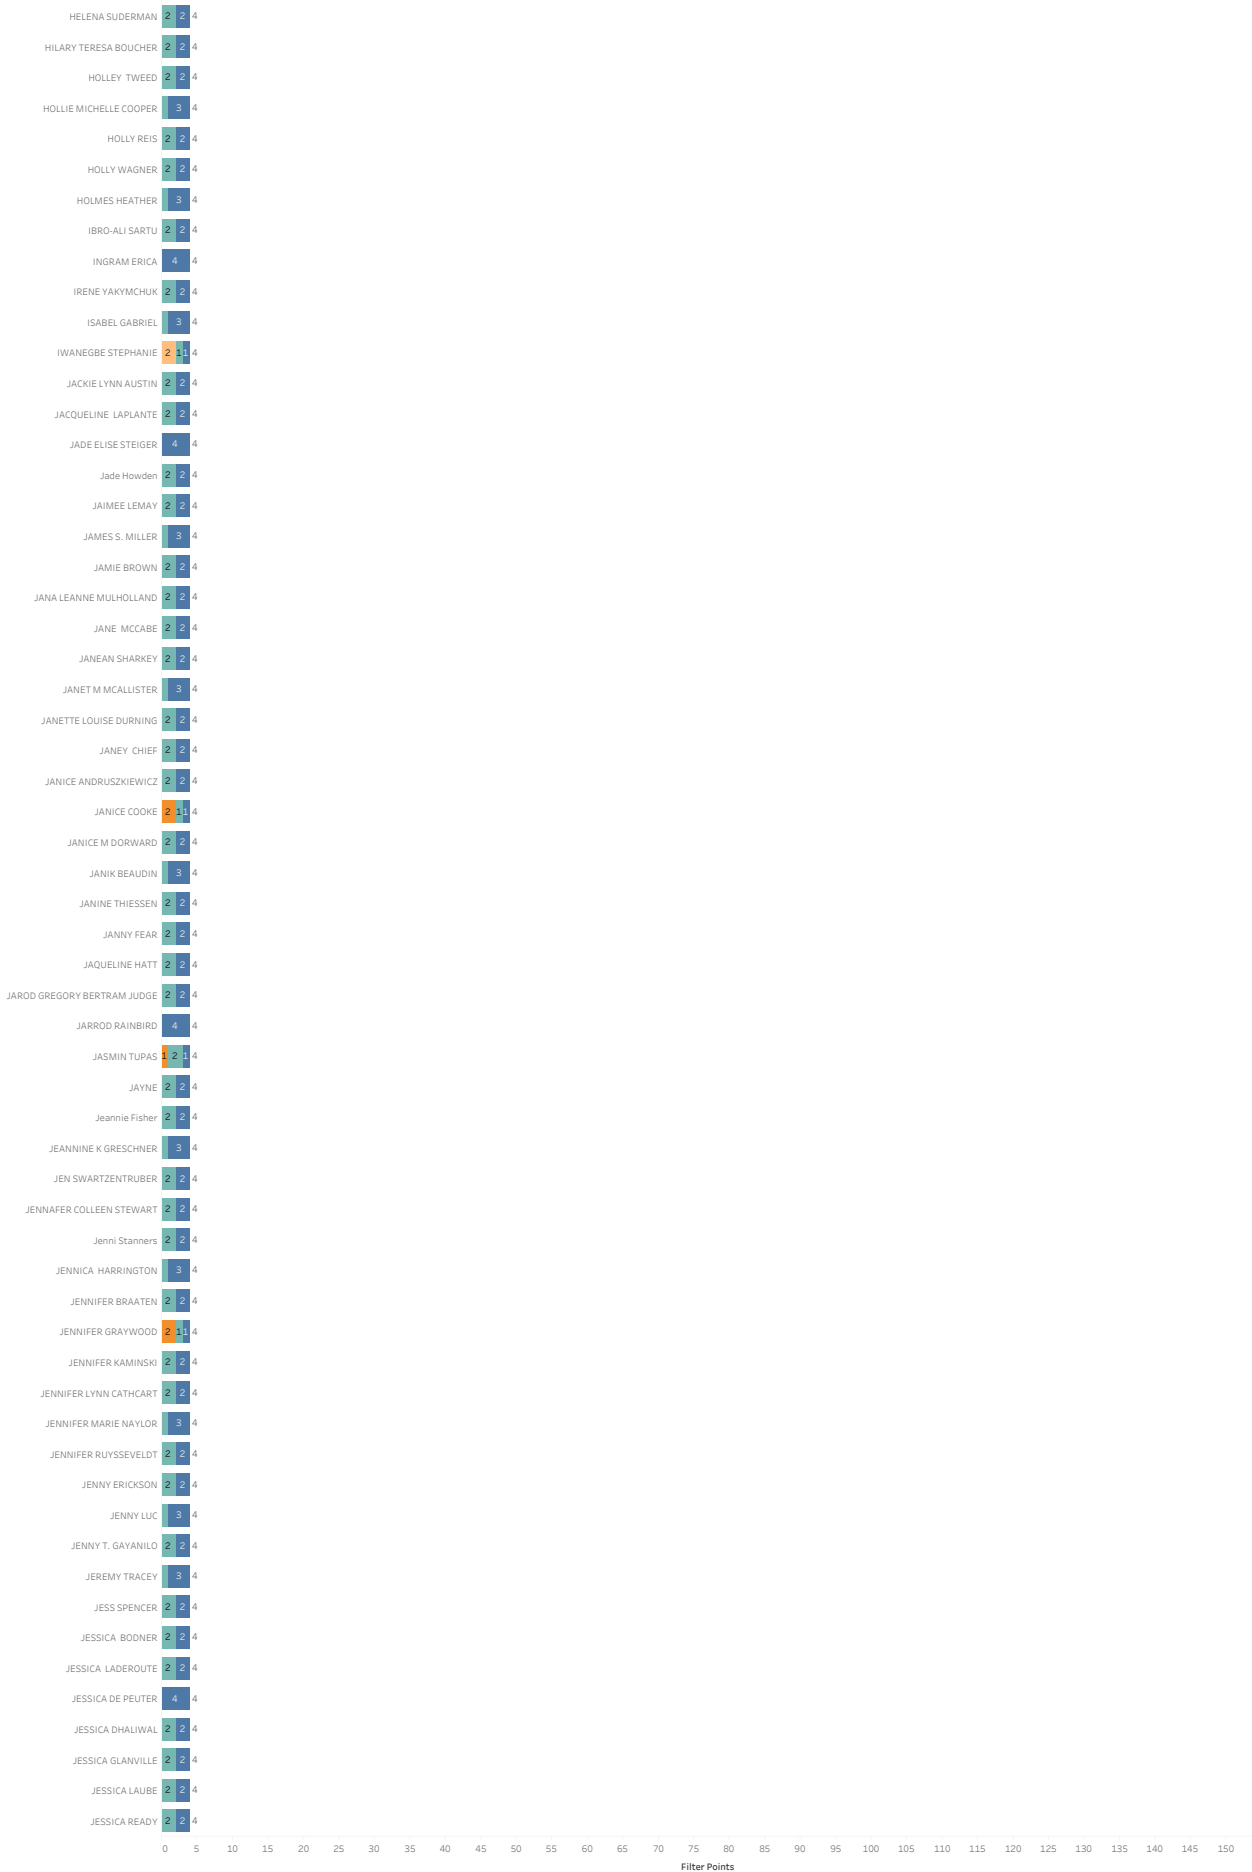 HELENA SUDERMAN 2 2 4
HILARY TERESA BOUCHER 2 2 4
HOLLEY TWEED 2 2 4
HOLLIE MICHELLE COOPER 3 4
HOLLY REIS 2 2 4
HOLLY WAGNER 2 2 4
HOLMES HEATHER 3 4
IBRO-ALI SARTU 2 2 4
INGRAM ERICA 4 4
IRENE YAKYMCHUK 2 2 4
ISABEL GABRIEL 3 4
IWANEGBE STEPHANIE 2 1 1 4
JACKIE LYNN AUSTIN 2 2 4
JACQUELINE LAPLANTE 2 2 4
JADE ELISE STEIGER 4 4
Jade Howden 2 2 4
JAIMEE LEMAY 2 2 4
JAMES S. MILLER 3 4
JAMIE BROWN 2 2 4
JANA LEANNE MULHOLLAND 2 2 4
JANE MCCABE 2 2 4
JANEAN SHARKEY 2 2 4
JANET M MCALLISTER 3 4
JANETTE LOUISE DURNING 2 2 4
JANEY CHIEF 2 2 4
JANICE ANDRUSZKIEWICZ 2 2 4
JANICE COOKE 2 1 1 4
JANICE M DORWARD 2 2 4
JANIK BEAUDIN 3 4
JANINE THIESSEN 2 2 4
JANNY FEAR 2 2 4
JAQUELINE HATT 2 2 4
JAROD GREGORY BERTRAM JUDGE 2 2 4
JARROD RAINBIRD 4 4
JASMIN TUPAS 1 2 1 4
JAYNE 2 2 4
Jeannie Fisher 2 2 4
JEANNINE K GRESCHNER 3 4
JEN SWARTZENTRUBER 2 2 4
JENNAFER COLLEEN STEWART 2 2 4
Jenni Stanners 2 2 4
JENNICA HARRINGTON 3 4
JENNIFER BRAATEN 2 2 4
JENNIFER GRAYWOOD 2 1 1 4
JENNIFER KAMINSKI 2 2 4
JENNIFER LYNN CATHCART 2 2 4
JENNIFER MARIE NAYLOR 3 4
JENNIFER RUYSSEVELDT 2 2 4
JENNY ERICKSON 2 2 4
JENNY LUC 3 4
JENNY T. GAYANILO 2 2 4
JEREMY TRACEY 3 4
JESS SPENCER 2 2 4
JESSICA BODNER 2 2 4
JESSICA LADEROUTE 2 2 4
JESSICA DE PEUTER 4 4
JESSICA DHALIWAL 2 2 4
JESSICA GLANVILLE 2 2 4
JESSICA LAUBE 2 2 4
JESSICA READY 2 2 4
0 5 10 15 20 25 30 35 40 45 50 55 60 65 70 75 80 85 90 95 100 105 110 115 120 125 130 135 140 145 150
Filter Points